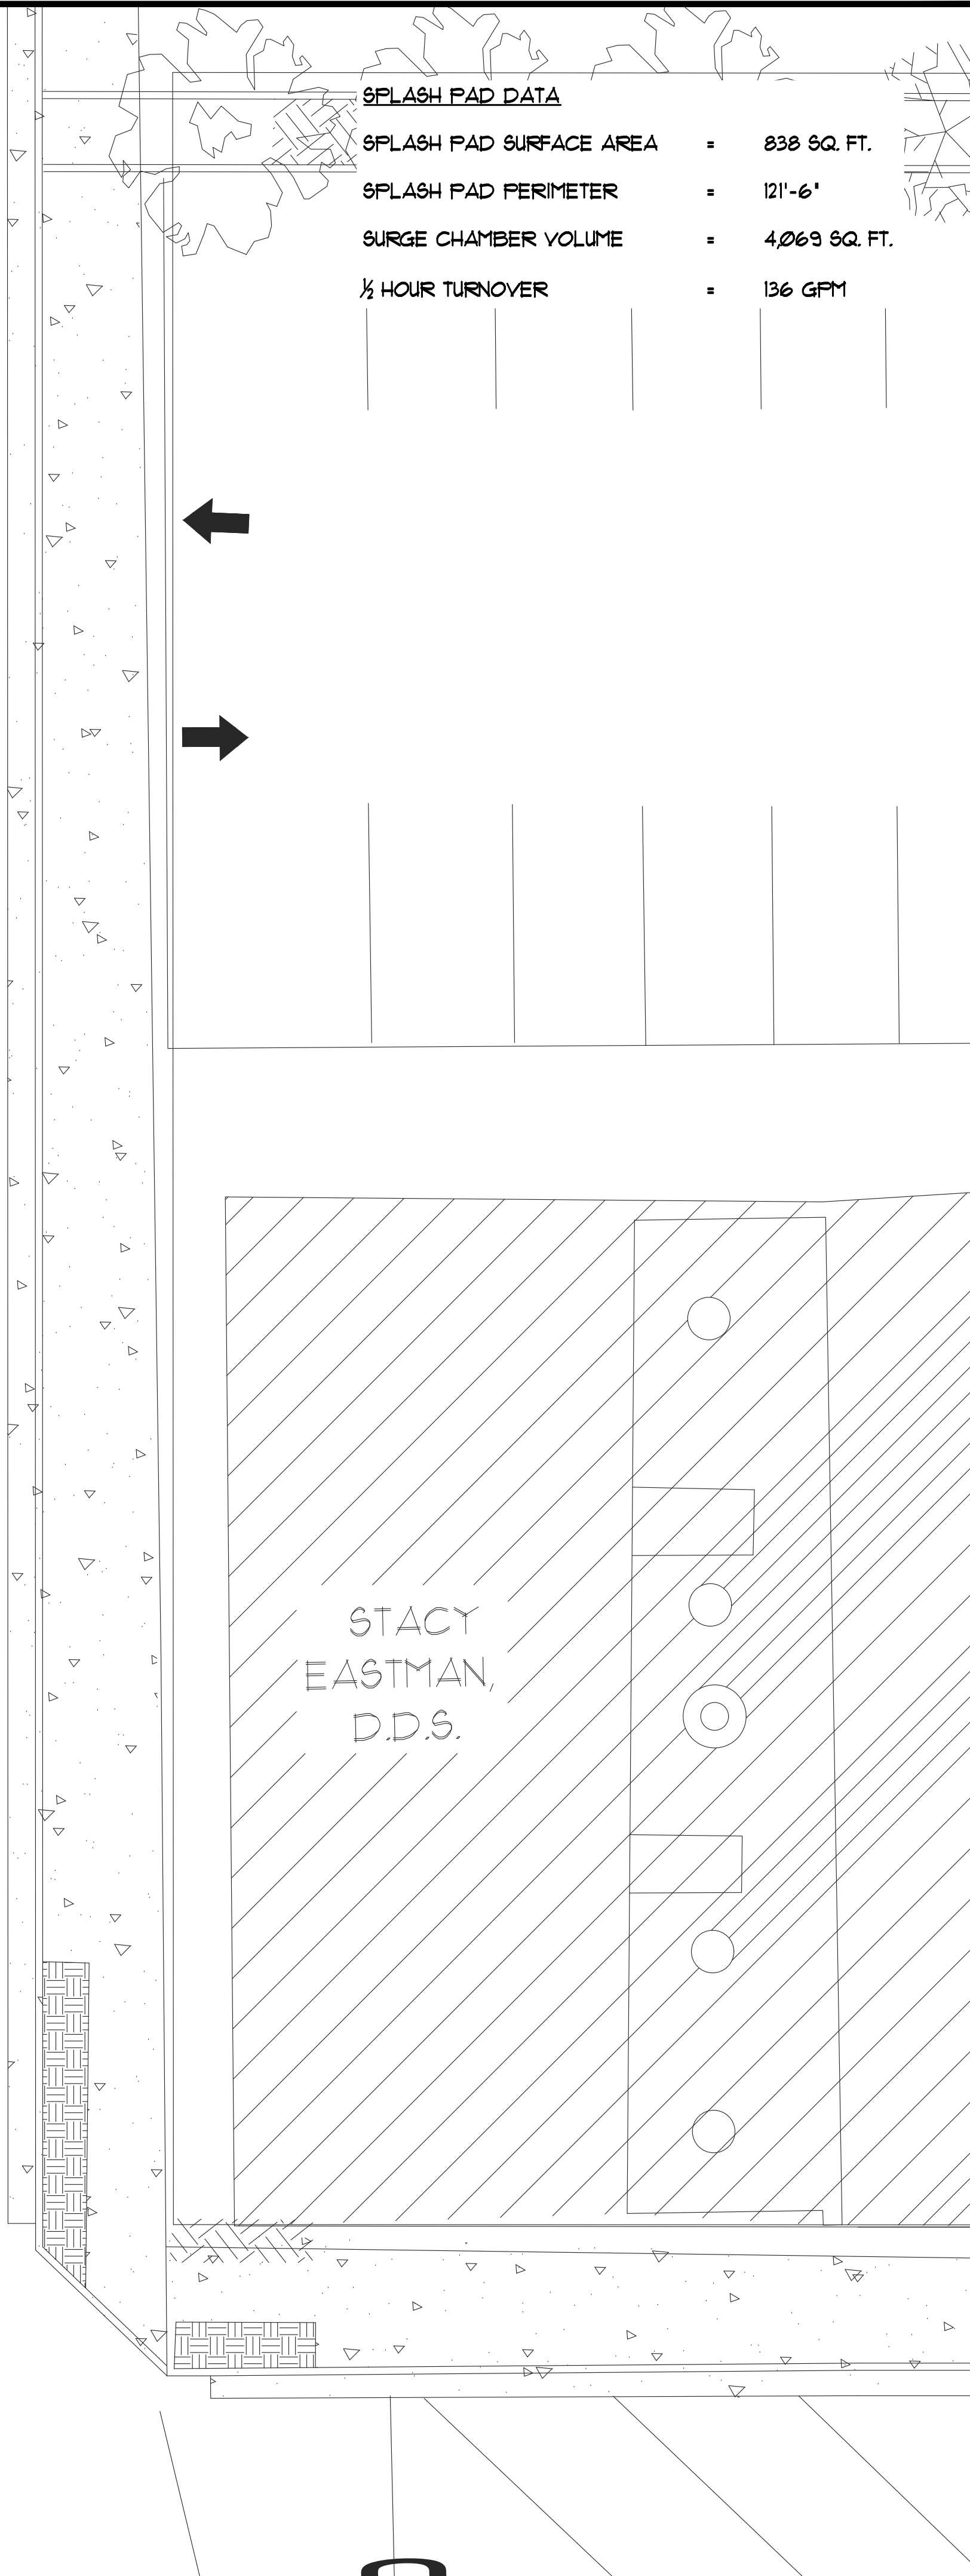 SPLASH PAD DATA
SPLASH PAD SURFACE AREA = 838 SQ. FT.
SPLASH PAD PERIMETER = 121'-6"
SURGE CHAMBER VOLUME = 4,069 SQ. FT.
½ HOUR TURNOVER = 136 GPM
STACY
EASTMAN,
D.D.S.